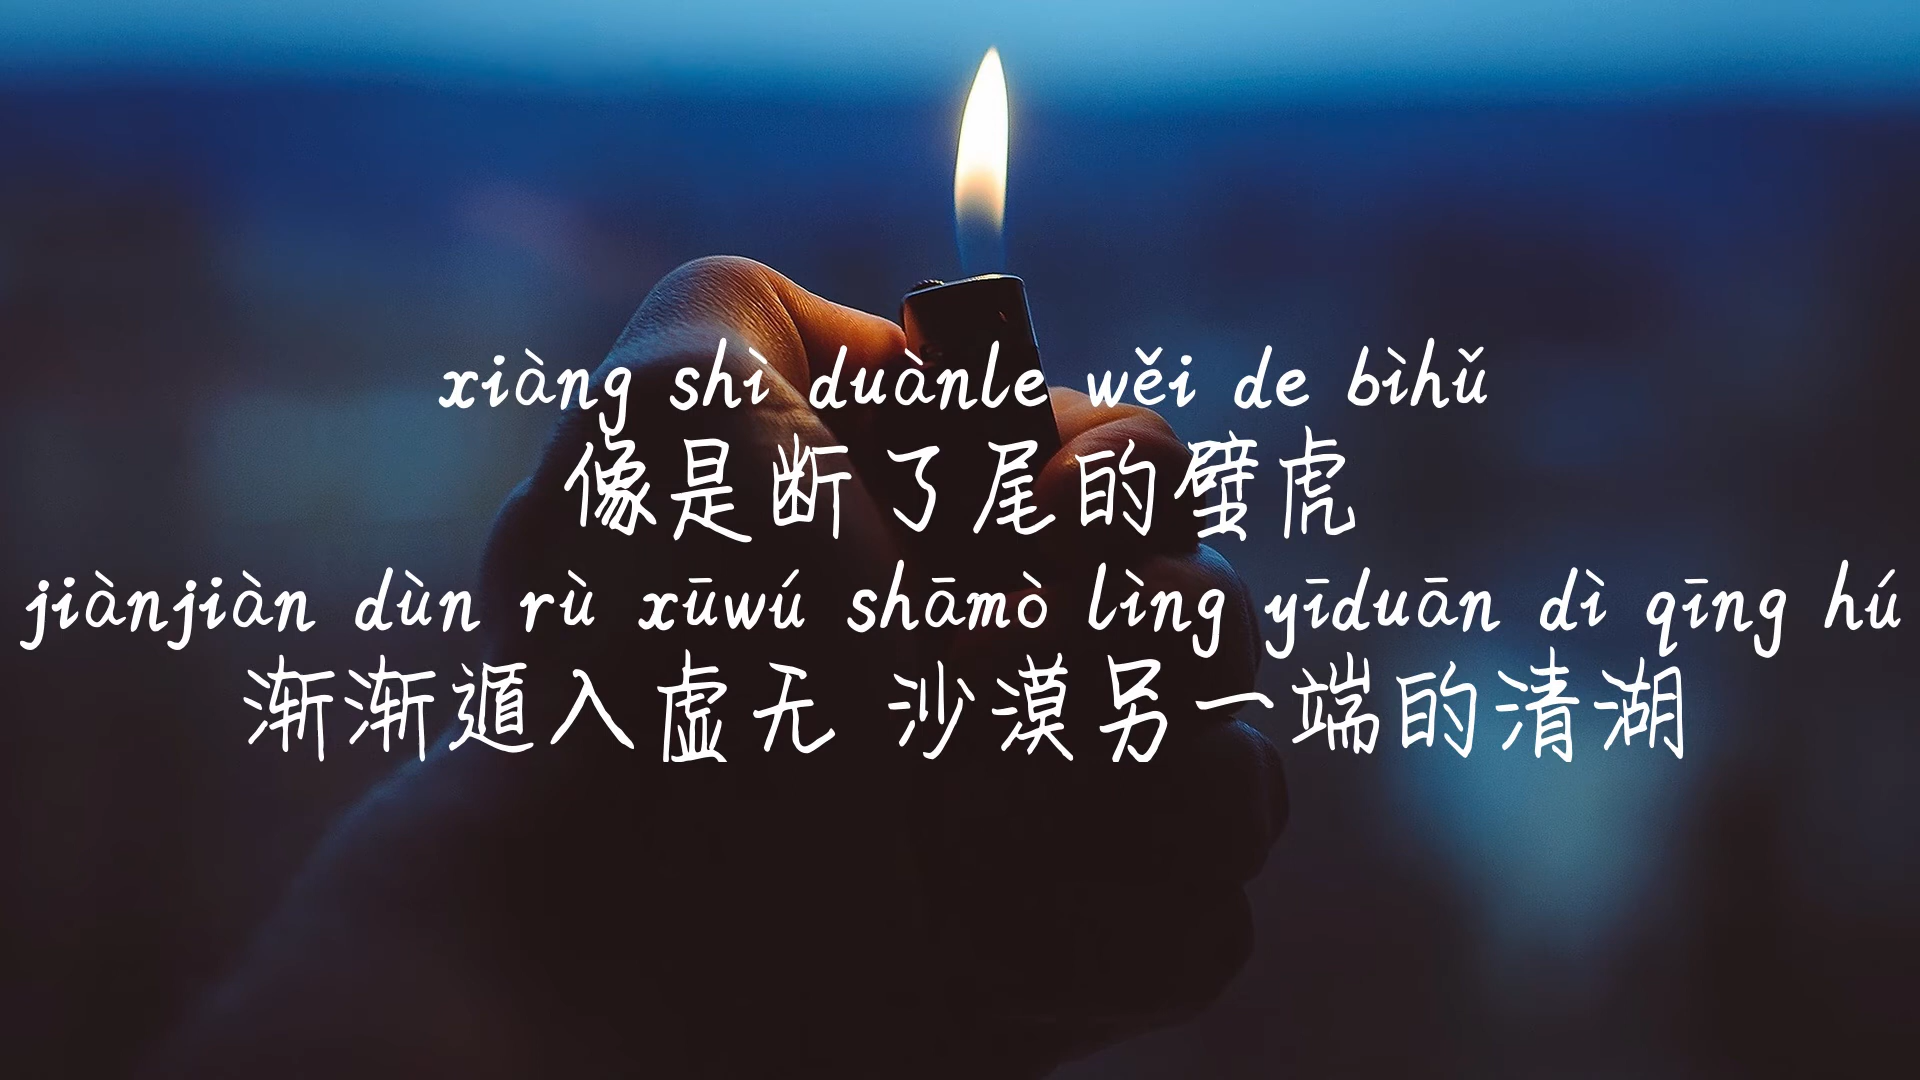 xiàng shì duànle wěi de bìhǔ
像是断了尾的壁虎
jiànjiàn dùn rù xūwú shāmò lìng yīduān dì qīng hú
渐渐遁入虚无 沙漠另一端的清湖